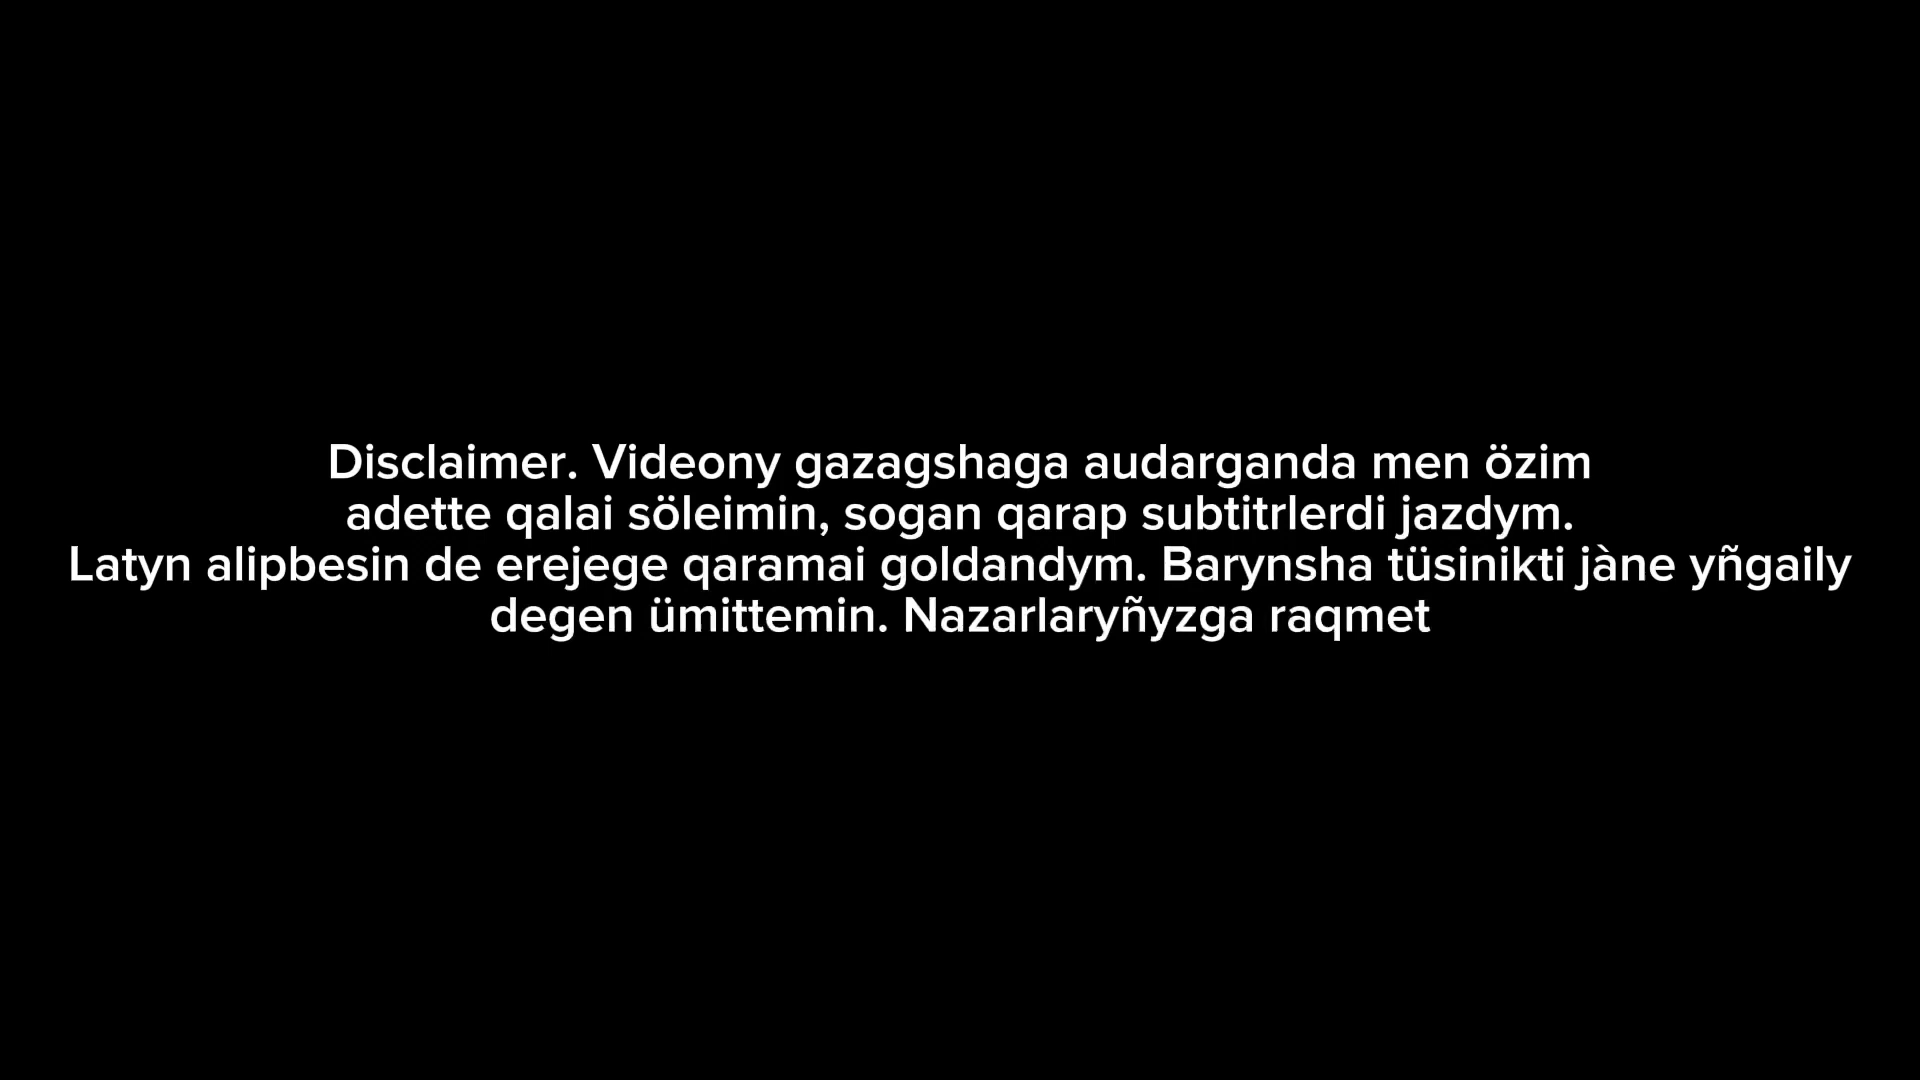 Disclaimer. Videony gazagshaga audarganda men özim
adette qalai söleimin, sogan qarap subtitrlerdi jazdym.
Latyn alipbesin de erejege qaramai goldandym. Barynsha tüsinikti jàne yñgaily
degen ümittemin. Nazarlaryñyzga raqmet